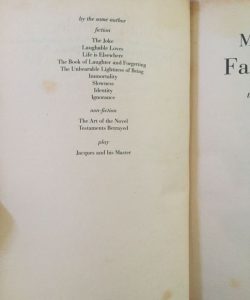 by the same author
fiction
The Joke
Laughable Loves
Life is Elsewhere
The Book of Laughter and Forgetting
The Unbearable Lightness of Being
Immortality
Slowness
Identity
Ignorance
non-fiction
The Art of the Novel
Testaments Betrayed
play
Jacques and his Master
M
Fa